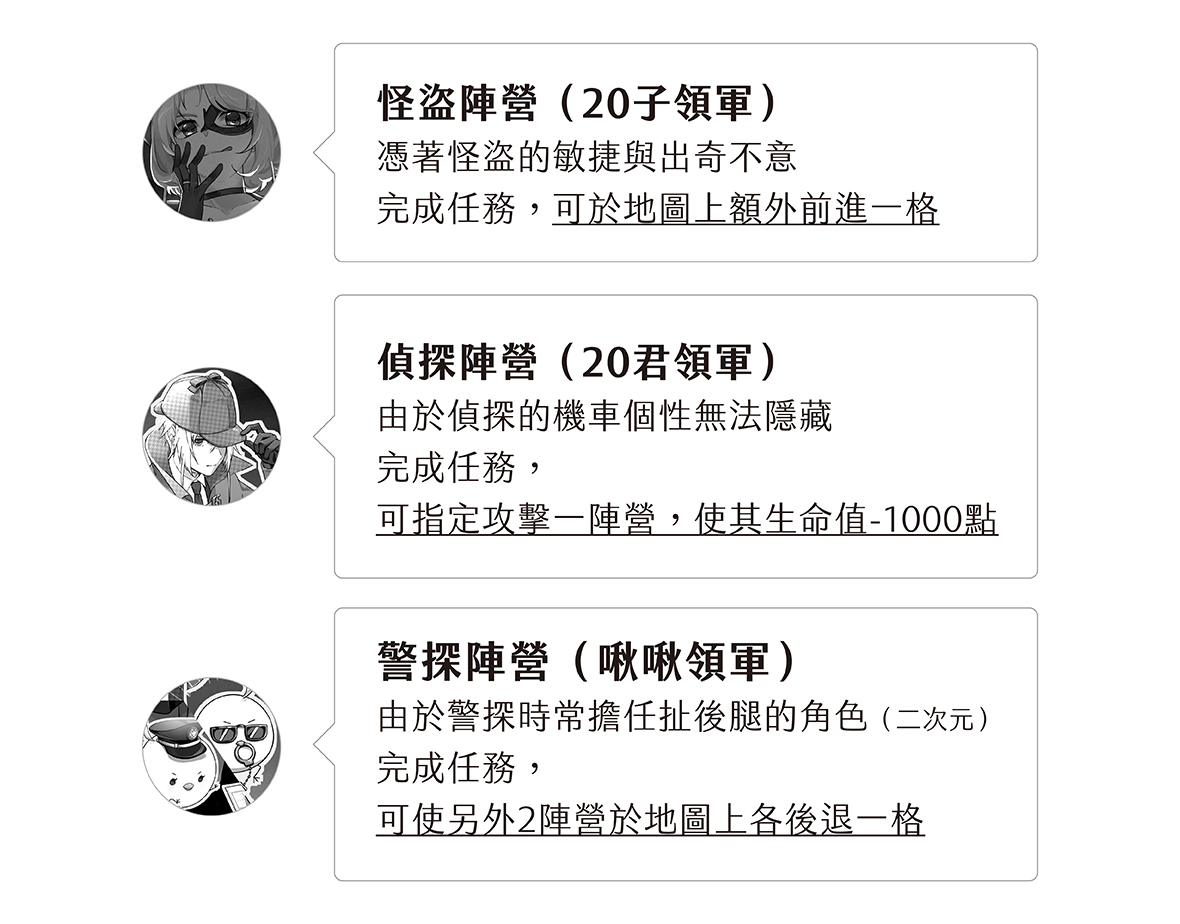 怪盜陣營（20子領軍）
憑著怪盜的敏捷與出奇不意
完成任務，可於地圖上額外前進一格
偵探陣營（20君領軍）
由於偵探的機車個性無法隱藏
完成任務，
可指定攻擊一陣營，使其生命值-1000點
警探陣營（啾啾領軍）
由於警探時常擔任扯後腿的角色（二次元）
完成任務，
可使另外2陣營於地圖上各後退一格